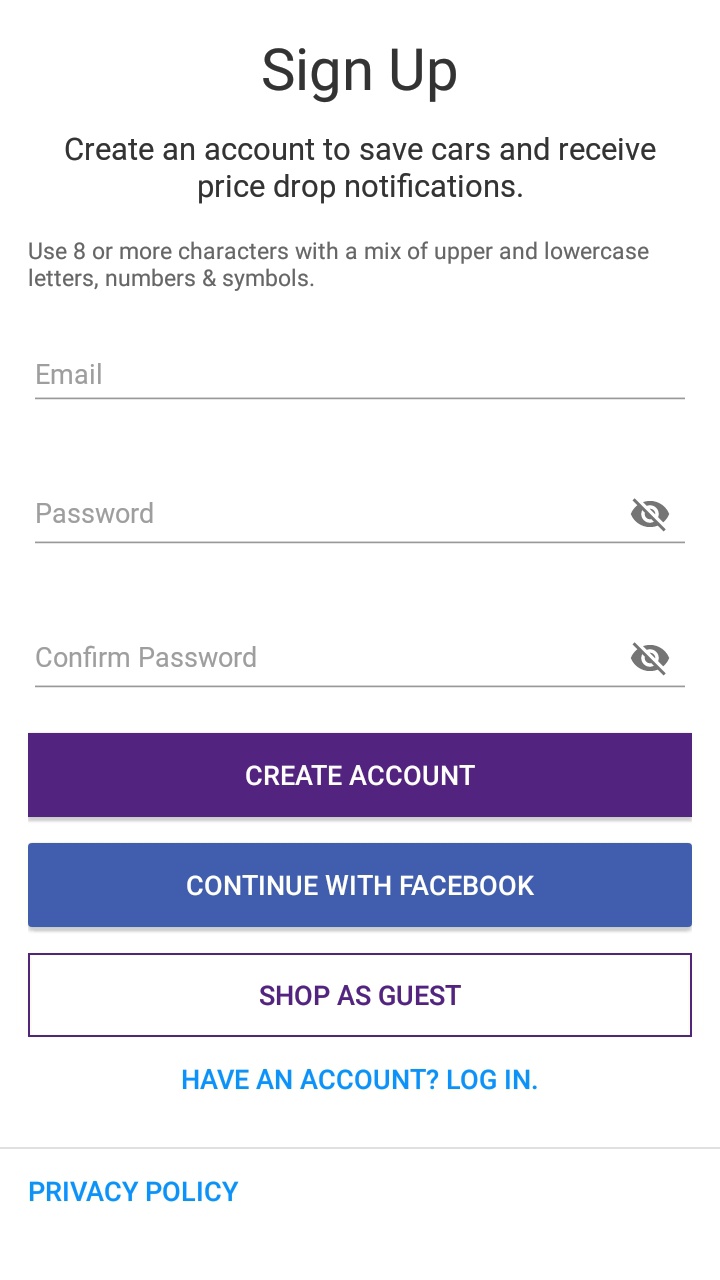 Sign Up
Create an account to save cars and receive
price drop notifications.
Use 8 or more characters with a mix of upper and lowercase
letters, numbers & symbols.
Email
Password
Confirm Password
CREATE ACCOUNT
CONTINUE WITH FACEBOOK
SHOP AS GUEST
HAVE AN ACCOUNT? LOG IN.
PRIVACY POLICY